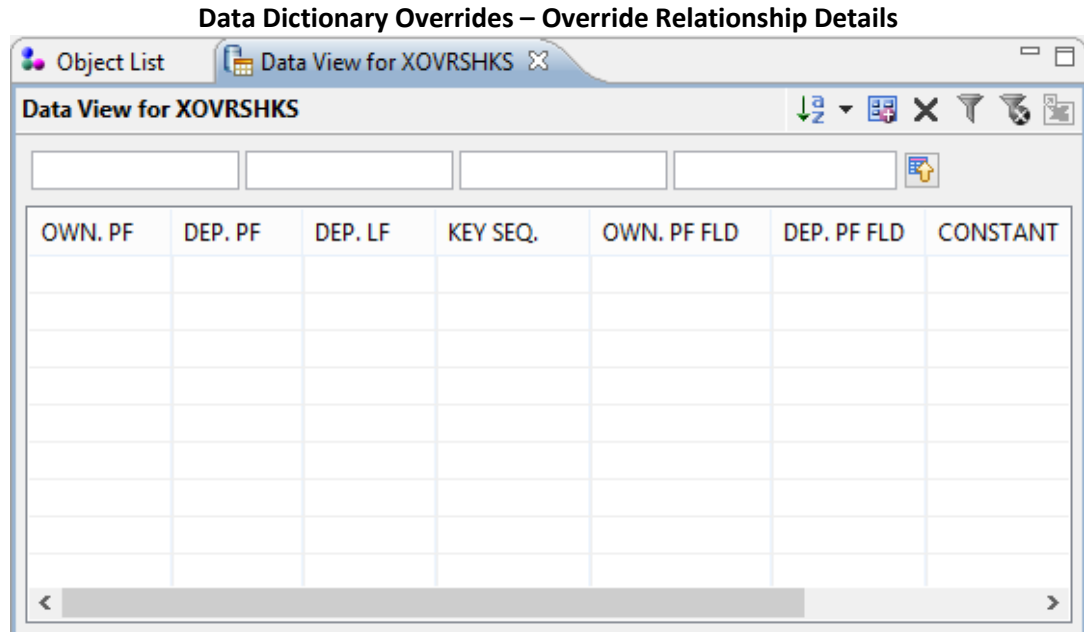 Data Dictionary Overrides – Override Relationship Details
Object List Data View for XOVRSHKS
Data View for XOVRSHKS
OWN. PF DEP. PF DEP. LF KEY SEQ. OWN. PF FLD DEP. PF FLD CONSTANT